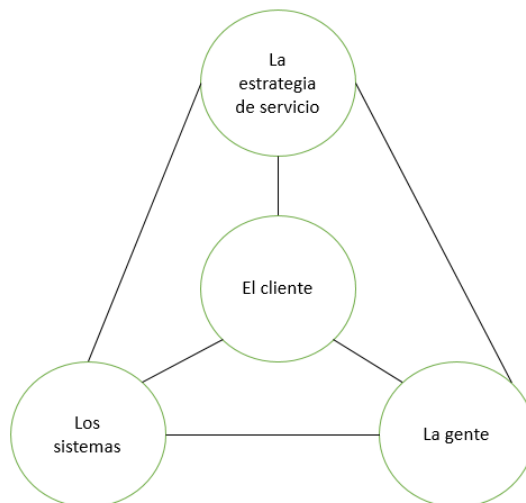 La
estrategia
de servicio
El cliente
Los
sistemas
La gente